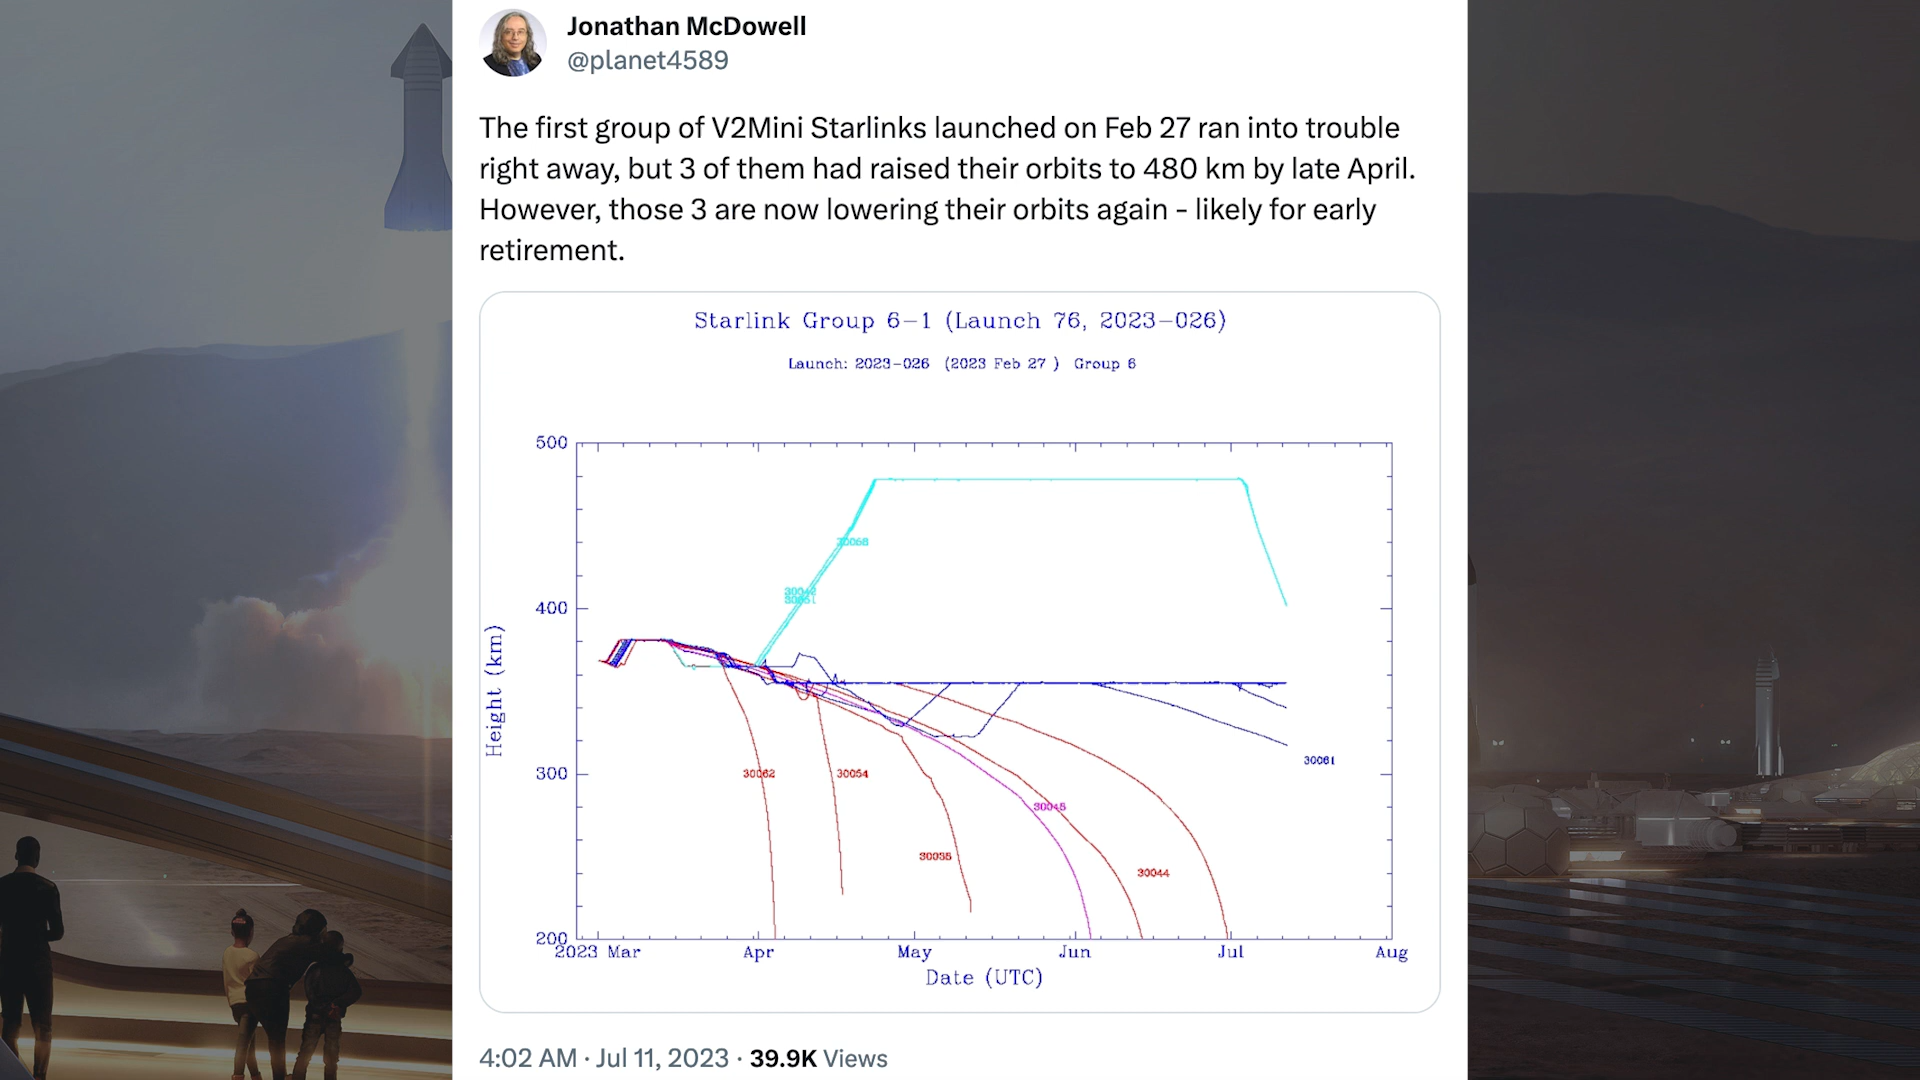 Jonathan McDowell
@planet4589
The first group of V2Mini Starlinks launched on Feb 27 ran into trouble
right away, but 3 of them had raised their orbits to 480 km by late April.
However, those 3 are now lowering their orbits again - likely for early
retirement.
Starlink Group 6-1 (Launch 76, 2023-026)
Launch: 2023-026 (2023 Feb 27 ) Group 6
500
30068
400
Height (km)
300
30062
30054
30061
30045
30035
30044
200
2023 Mar Apr May Jun Jul Aug
Date (UTC)
4:02 AM · Jul 11, 2023 · 39.9K Views